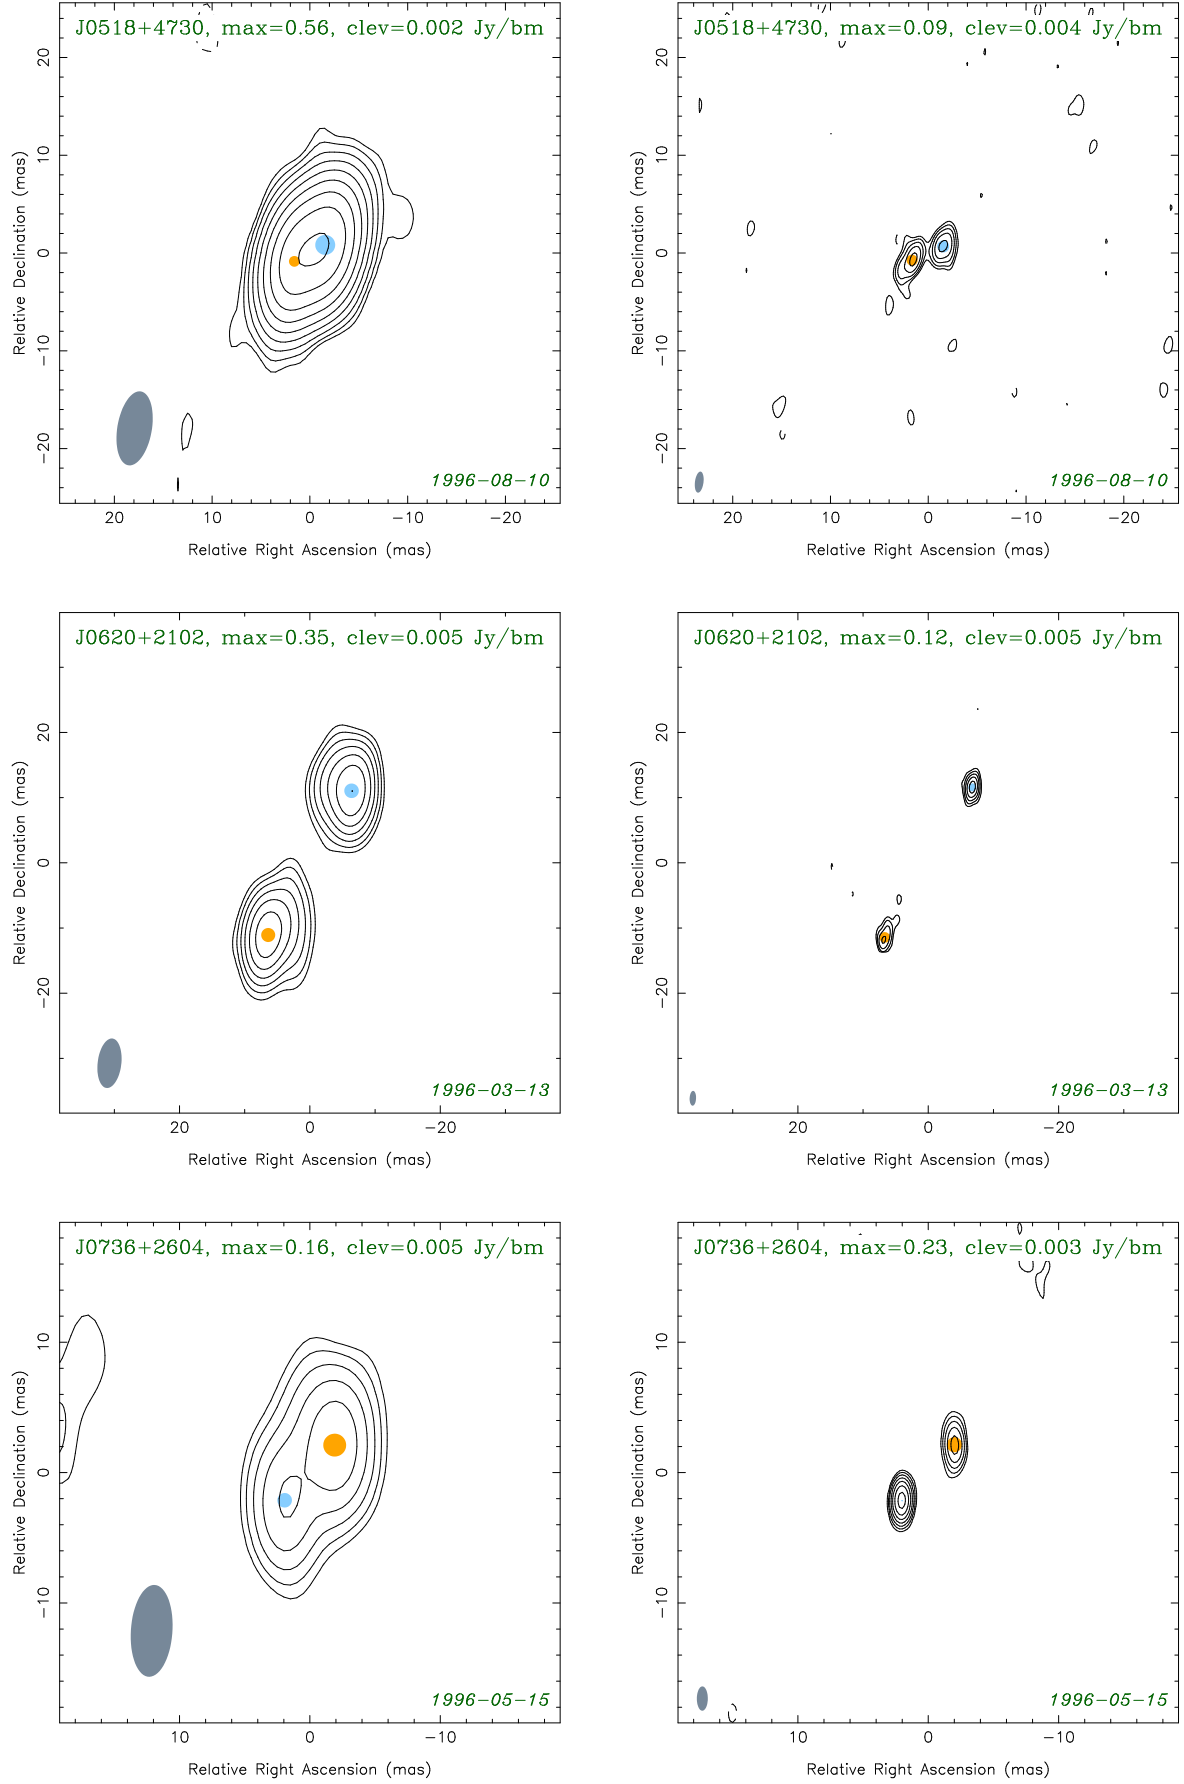 J0518+4730, max=0.56, clev=0.002 Jy/bm
20
10
0
−10
−20
Relative Declination (mas)
1996−08−10
20 10 0 −10 −20
Relative Right Ascension (mas)
J0518+4730, max=0.09, clev=0.004 Jy/bm
20
10
0
−10
−20
Relative Declination (mas)
1996−08−10
20 10 0 −10 −20
Relative Right Ascension (mas)
J0620+2102, max=0.35, clev=0.005 Jy/bm
20
0
−20
Relative Declination (mas)
1996−03−13
20 0 −20
Relative Right Ascension (mas)
J0620+2102, max=0.12, clev=0.005 Jy/bm
20
0
−20
Relative Declination (mas)
1996−03−13
20 0 −20
Relative Right Ascension (mas)
J0736+2604, max=0.16, clev=0.005 Jy/bm
10
0
−10
Relative Declination (mas)
1996−05−15
10 0 −10
Relative Right Ascension (mas)
J0736+2604, max=0.23, clev=0.003 Jy/bm
10
0
−10
Relative Declination (mas)
1996−05−15
10 0 −10
Relative Right Ascension (mas)